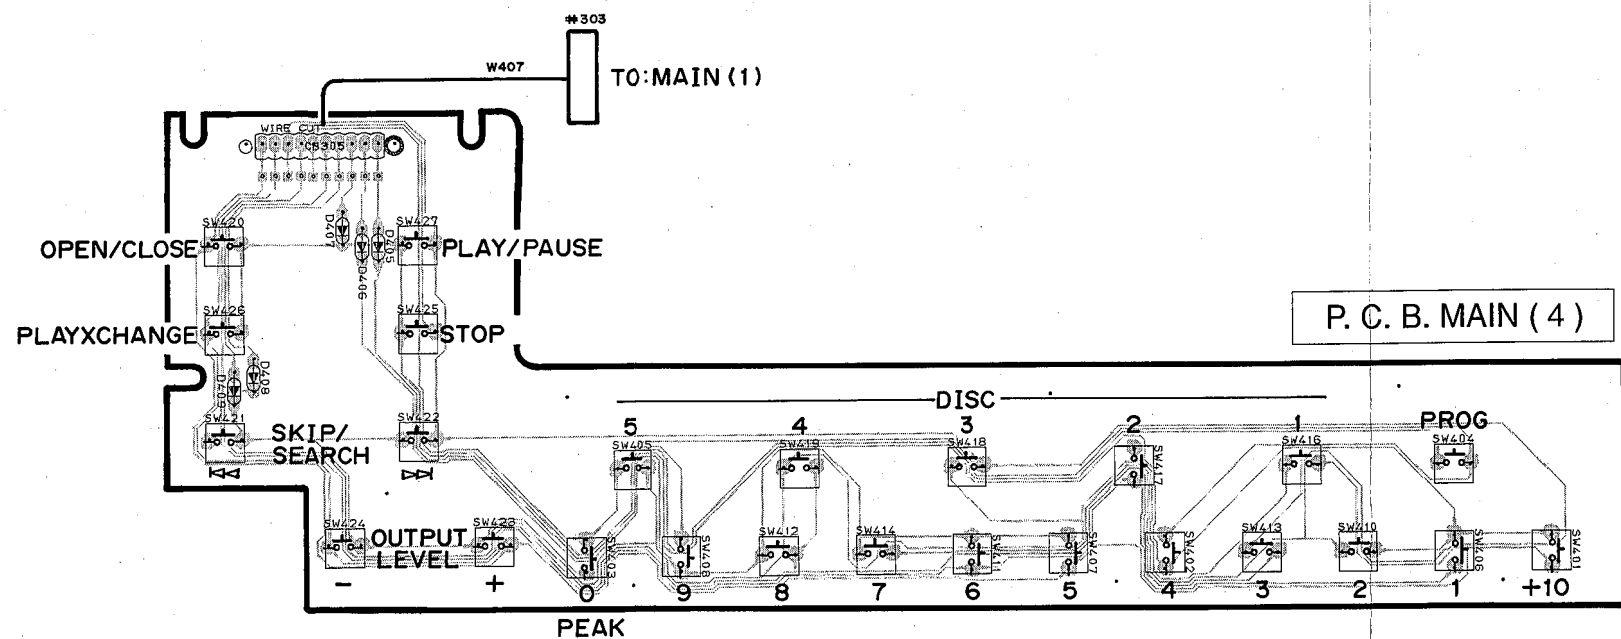 #303
W407
TO:MAIN(1)
WIRE CUT
CS305
SW420
D407
SW427
D405
OPEN/CLOSE
PLAY/PAUSE
D406
SW426
SW425
PLAYXCHANGE
STOP
P. C. B. MAIN ( 4 )
D408
D409
DISC
SW421
SW422
5
4
3
2
1
PROG
SKIP/
SEARCH
SW405
SW419
SW418
SW417
SW416
SW404
SW424
OUTPUT
LEVEL
SW423
SW403
SW408
SW412
SW414
SW411
SW407
SW402
SW413
SW410
SW406
SW401
-
+
0
9
8
7
6
5
4
3
2
1
+10
PEAK